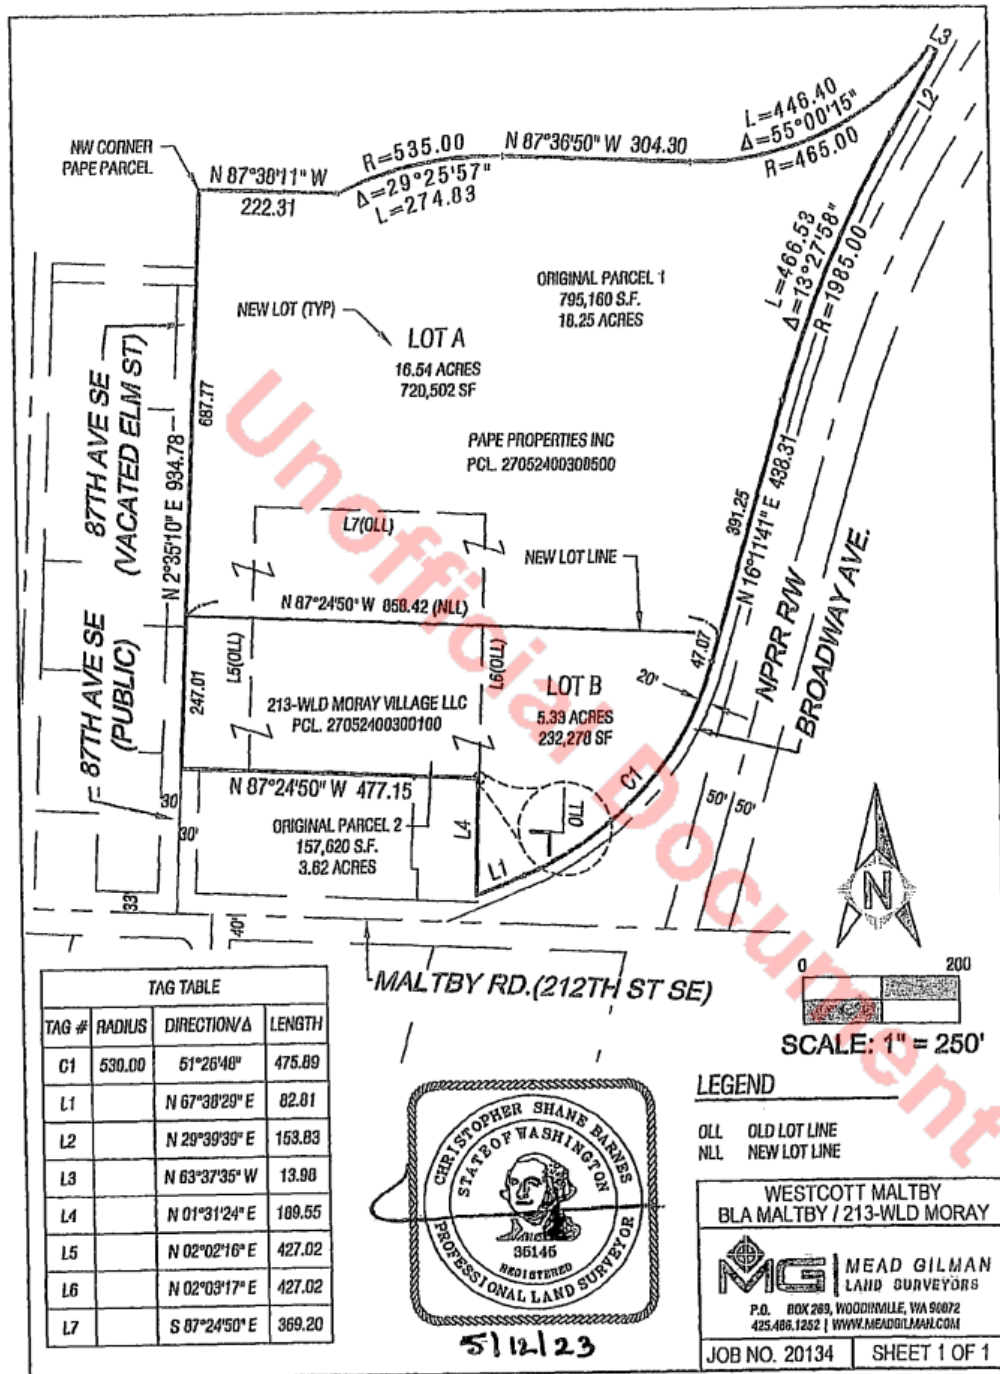 L3
L=446.40
Δ=55°00'15"
R=465.00
L2
NW CORNER
PAPE PARCEL
N 87°38'11" W
222.31
R=535.00
Δ=29°25'57"
L=274.83
N 87°36'50" W 304.30
L=466.53
Δ=13°27'58"
R=1985.00
ORIGINAL PARCEL 1
795,160 S.F.
18.25 ACRES
NEW LOT (TYP)
LOT A
16.54 ACRES
720,502 SF
PAPE PROPERTIES INC
PCL. 27052400300500
87TH AVE SE
(VACATED ELM ST)
687.77
N 2°35'10" E 934.78
L7(OLL)
NEW LOT LINE
391.25
N 16°11'41" E 438.31
N 87°24'50" W 858.42 (NLL)
87TH AVE SE
(PUBLIC)
247.01
L5(OLL)
L6(OLL)
213-WLD MORAY VILLAGE LLC
PCL. 27052400300100
LOT B
5.33 ACRES
232,278 SF
47.07
20'
NPRR R/W
BROADWAY AVE.
N 87°24'50" W 477.15
30
30'
ORIGINAL PARCEL 2
157,620 S.F.
3.62 ACRES
L4
L1
OLL
C1
50'
50'
33'
40'
MALTBY RD.(212TH ST SE)
N
0 200
SCALE: 1" = 250'
TAG TABLE
TAG # RADIUS DIRECTION/Δ LENGTH
C1 530.00 51°26'48" 475.89
L1 N 67°38'29" E 82.81
L2 N 29°39'39" E 153.83
L3 N 63°37'35" W 13.98
L4 N 01°31'24" E 189.55
L5 N 02°02'16" E 427.02
L6 N 02°03'17" E 427.02
L7 S 87°24'50" E 369.20
CHRISTOPHER SHANE BARNES
STATE OF WASHINGTON
35145
REGISTERED
PROFESSIONAL LAND SURVEYOR
5/12/23
LEGEND
OLL OLD LOT LINE
NLL NEW LOT LINE
WESTCOTT MALTBY
BLA MALTBY / 213-WLD MORAY
MG MEAD GILMAN
LAND SURVEYORS
P.O. BOX 289, WOODINVILLE, WA 98072
425.486.1252 | WWW.MEADGILMAN.COM
JOB NO. 20134 SHEET 1 OF 1
Unofficial Document